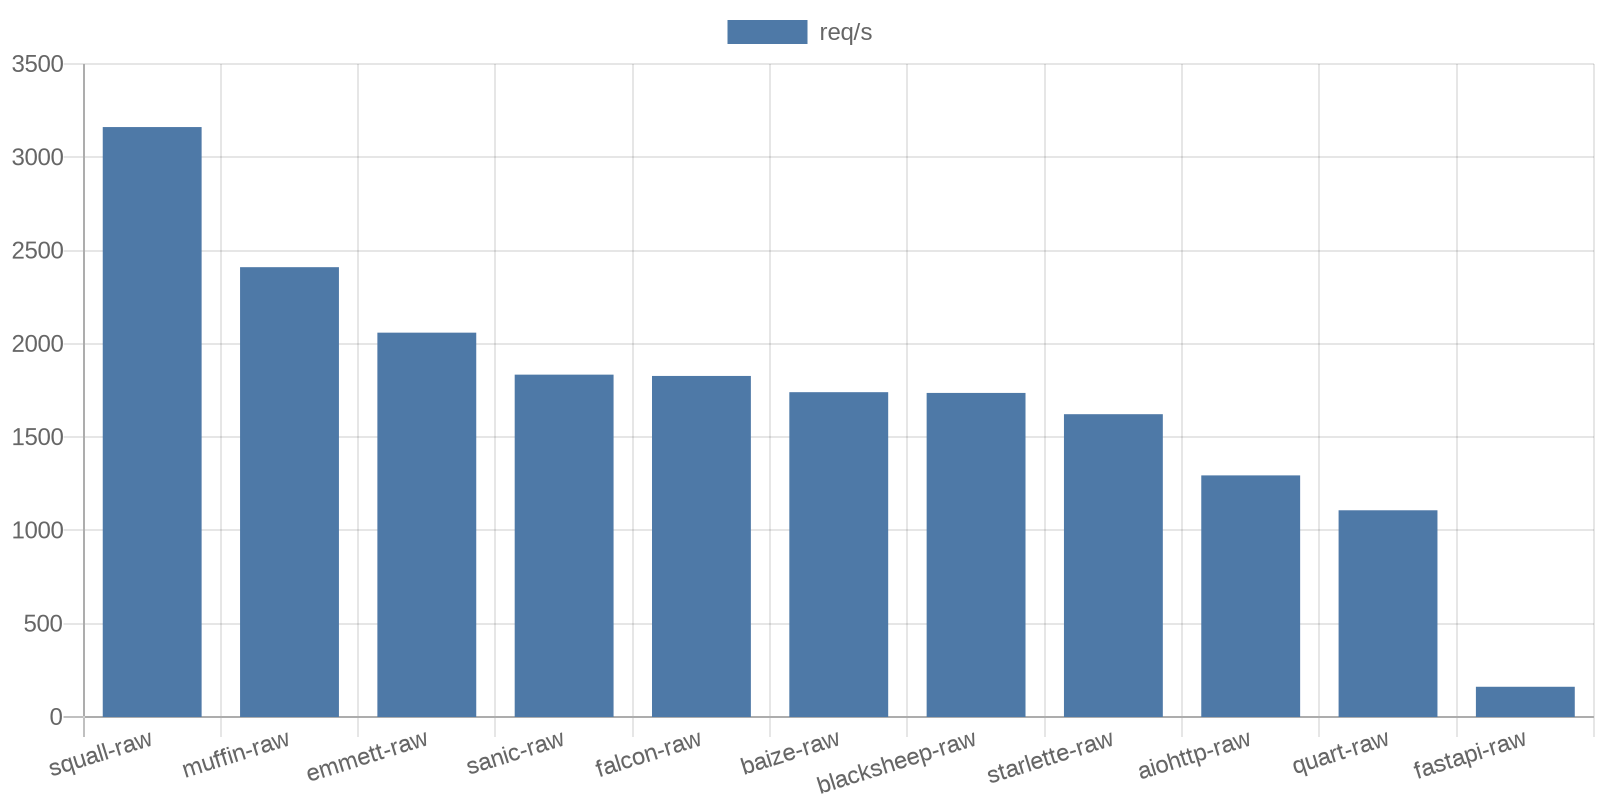 req/s
3500
3000
2500
2000
1500
1000
500
0
squall-raw
muffin-raw
emmett-raw
sanic-raw
falcon-raw
baize-raw
blacksheep-raw
starlette-raw
aiohttp-raw
quart-raw
fastapi-raw